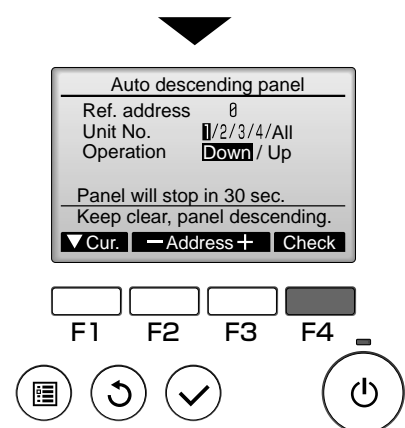 Auto descending panel
Ref. address 0
Unit No. 1/2/3/4/All
Operation Down / Up
Panel will stop in 30 sec.
Keep clear, panel descending.
▼Cur. −Address+ Check
F1 F2 F3 F4